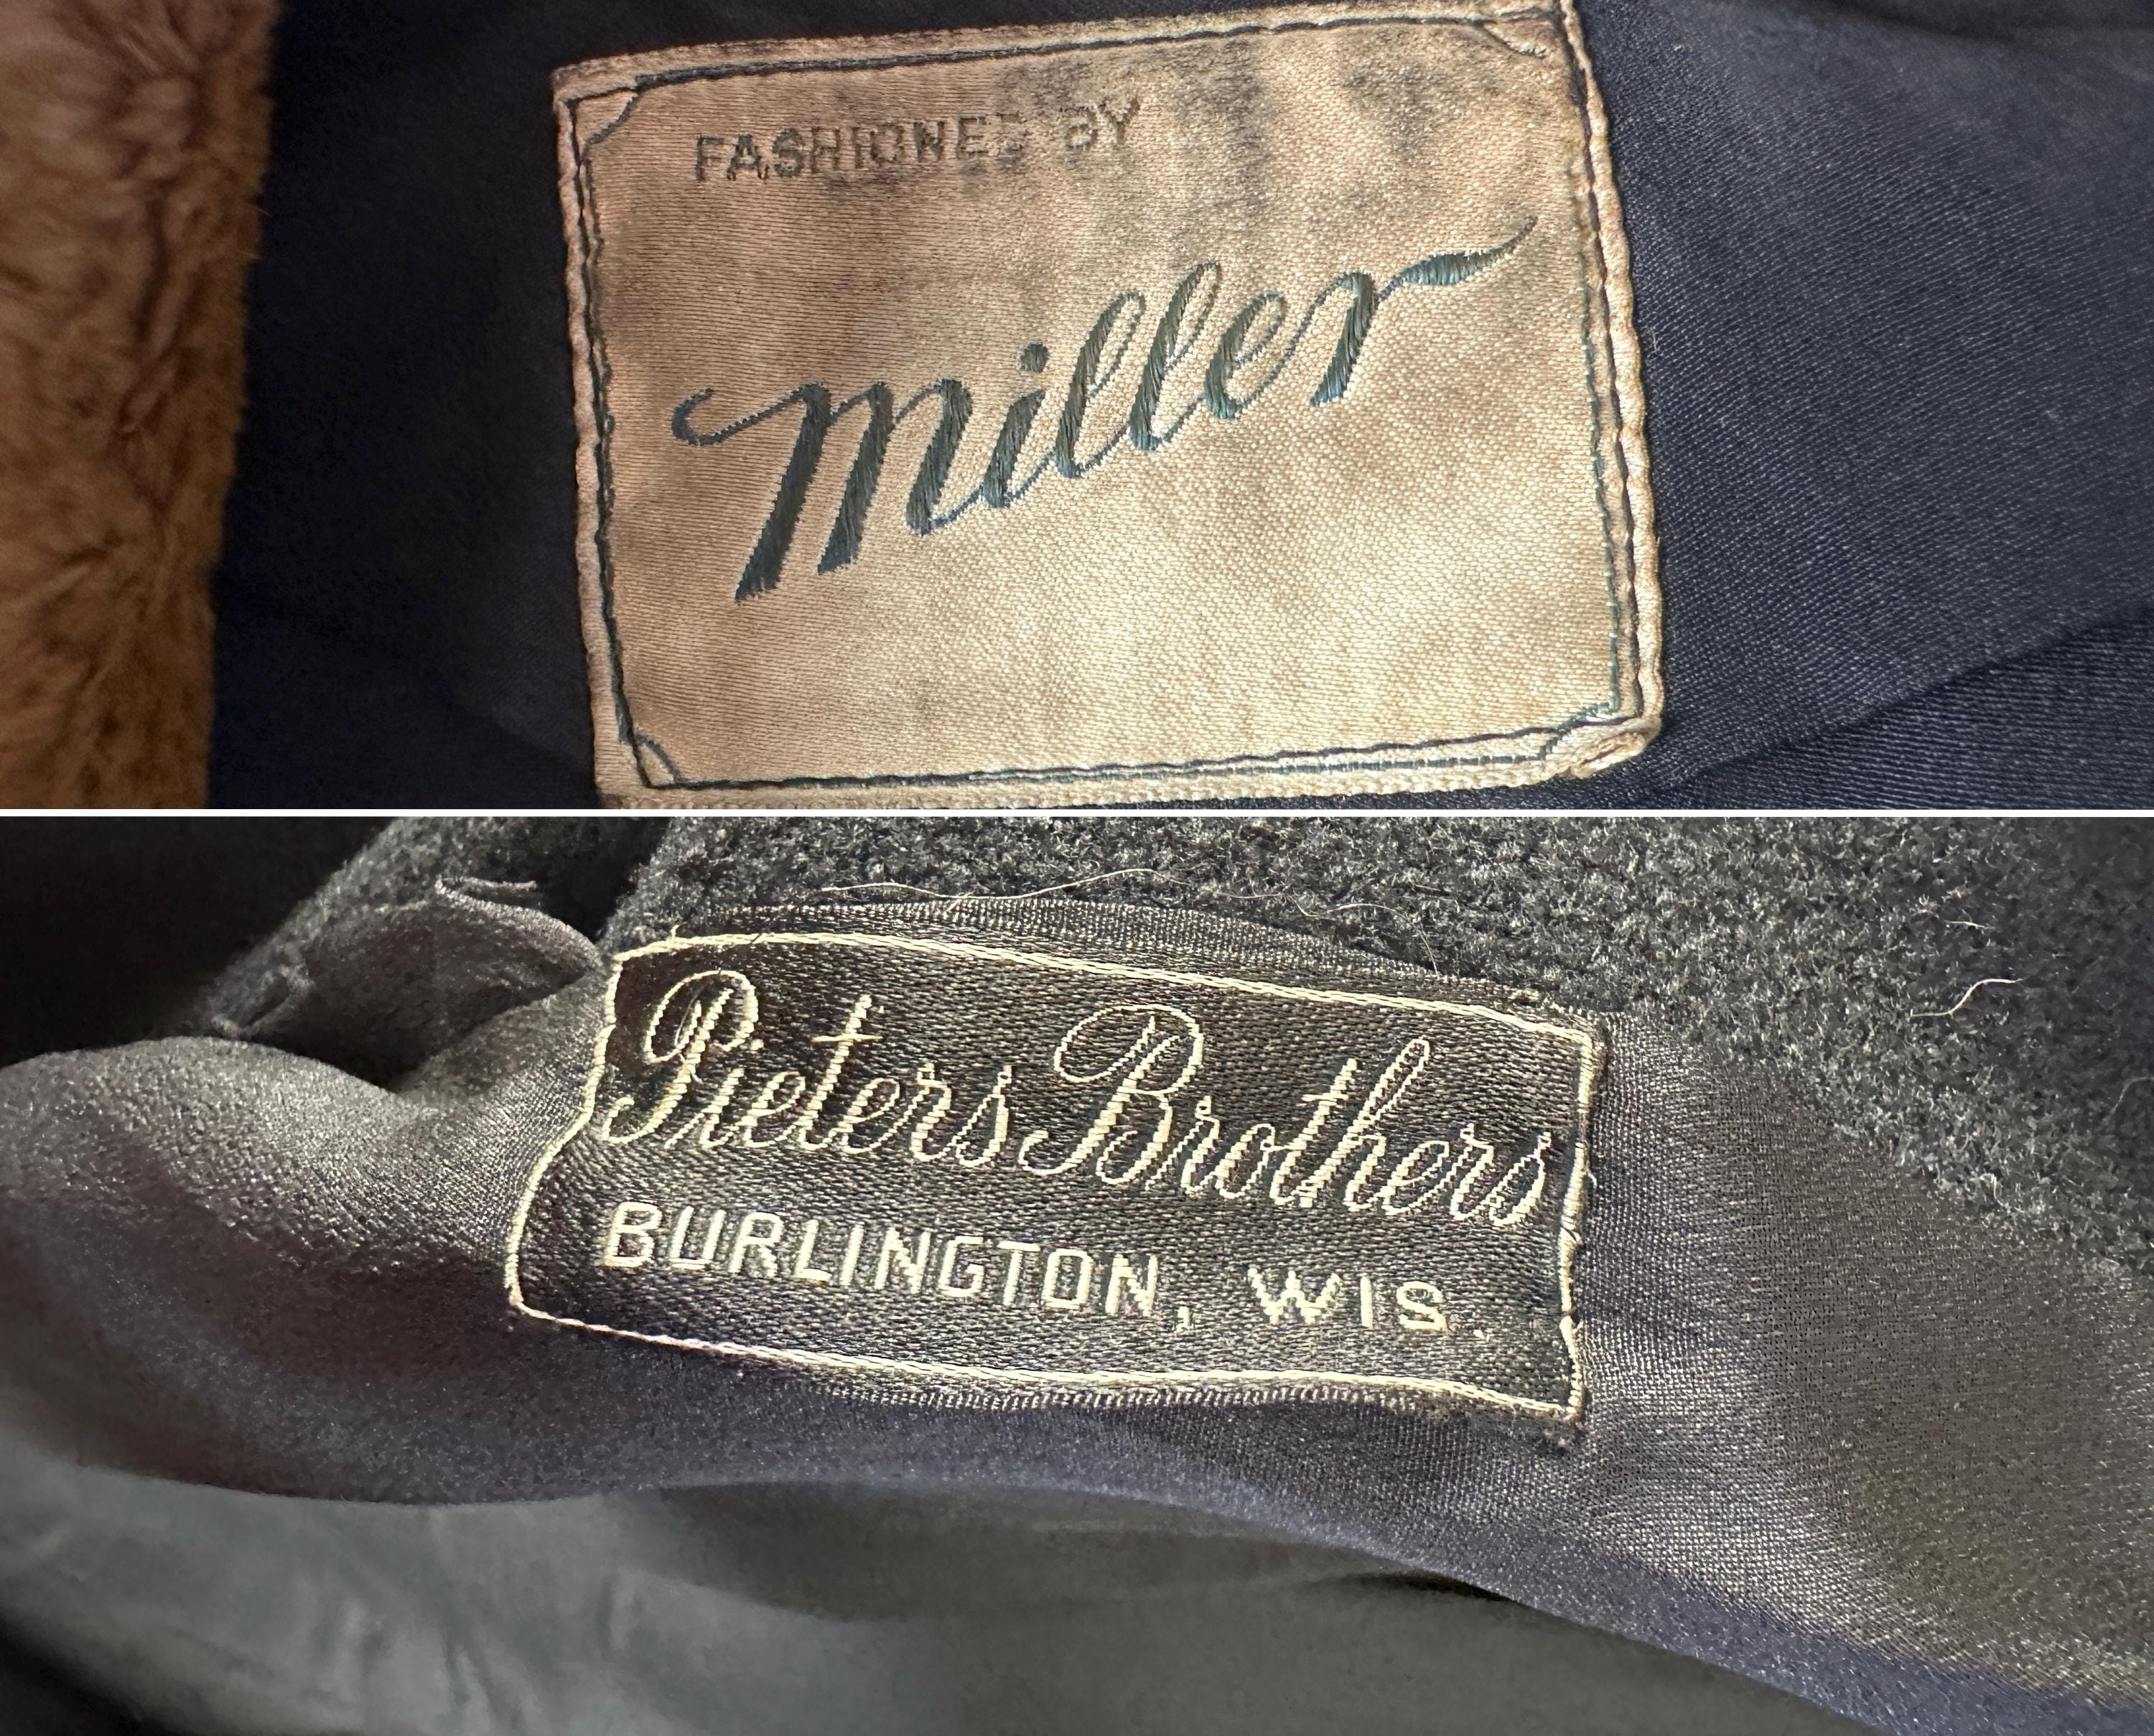 FASHIONED BY
Miller
Pieters Brothers
BURLINGTON, WIS.